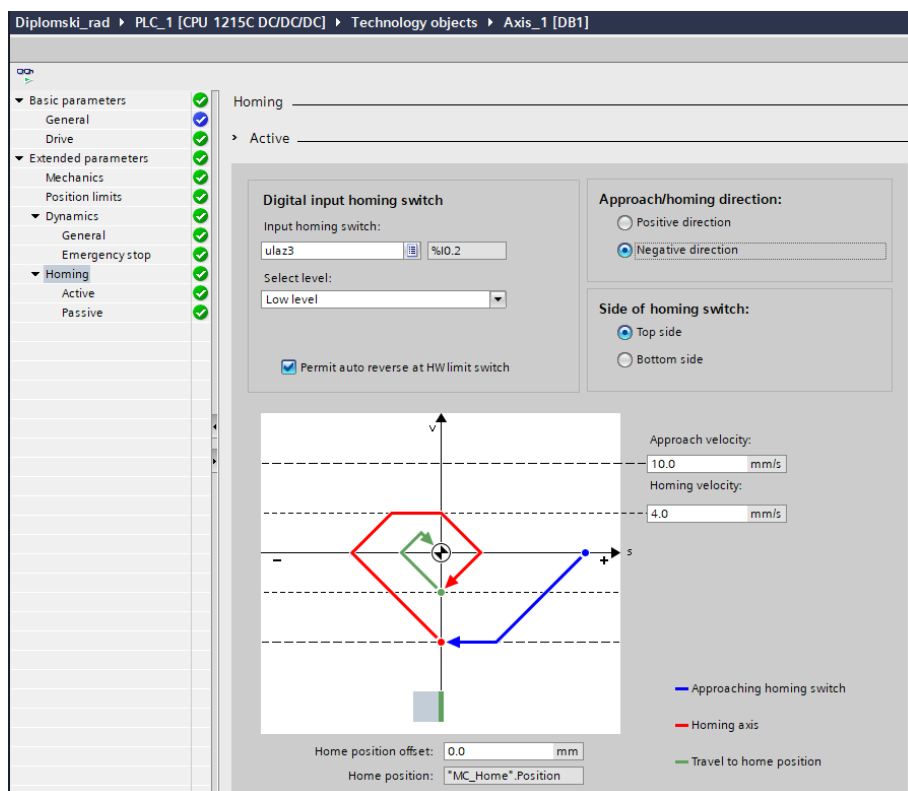 Diplomski_rad ▸ PLC_1 [CPU 1215C DC/DC/DC] ▸ Technology objects ▸ Axis_1 [DB1]
Basic parameters
General
Drive
Extended parameters
Mechanics
Position limits
Dynamics
General
Emergency stop
Homing
Active
Passive
Homing
Active
Digital input homing switch
Input homing switch:
ulaz3 %I0.2
Select level:
Low level
Permit auto reverse at HW limit switch
Approach/homing direction:
Positive direction
Negative direction
Side of homing switch:
Top side
Bottom side
V
Approach velocity:
10.0 mm/s
Homing velocity:
4.0 mm/s
− + s
Approaching homing switch
Homing axis
Travel to home position
Home position offset: 0.0 mm
Home position: "MC_Home".Position